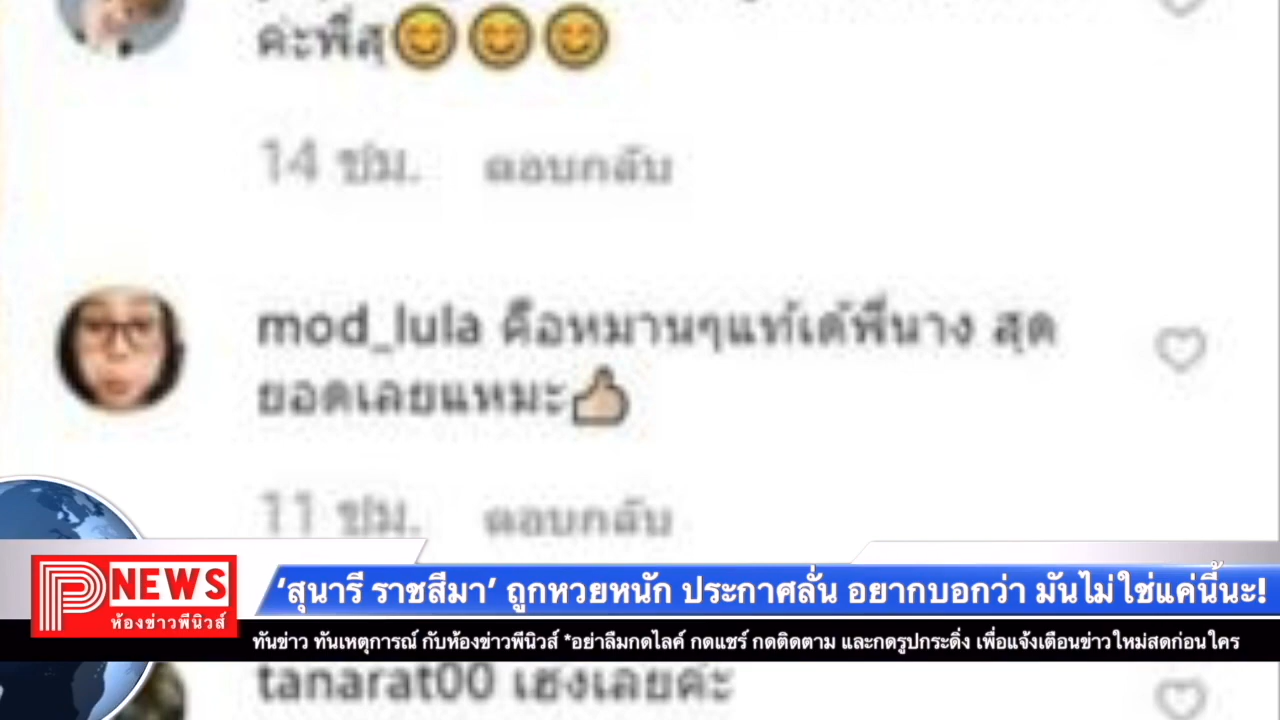 ค่ะพี่สุ😊😊😊
14 ชม. ตอบกลับ
mod_lula คือหมานๆแท้เด้พี่นาง สุด
ยอดเลยแหมะ👍🏼
11 ชม. ตอบกลับ
PNEWS
ห้องข่าวพีนิวส์
‘สุนารี ราชสีมา’ ถูกหวยหนัก ประกาศลั่น อยากบอกว่า มันไม่ใช่แค่นี้นะ!
ทันข่าว ทันเหตุการณ์ กับห้องข่าวพีนิวส์ *อย่าลืมกดไลค์ กดแชร์ กดติดตาม และกดรูปกระดิ่ง เพื่อแจ้งเตือนข่าวใหม่สดก่อนใคร
tanarat00 เฮงเลยค่ะ